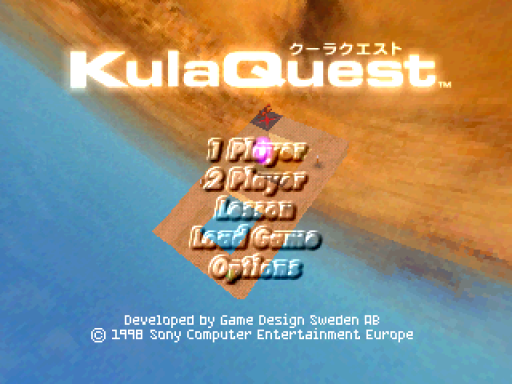 クーラクエスト
KulaQuest™
1 Player
2 Player
Lesson
Load Game
Options
Developed by Game Design Sweden AB
© 1998 Sony Computer Entertainment Europe